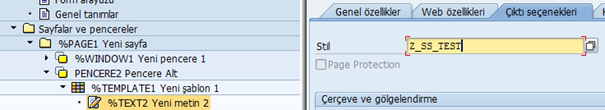 Form arayüzü
Genel tanımlar
Sayfalar ve pencereler
%PAGE1 Yeni sayfa
%WINDOW1 Yeni pencere 1
PENCERE2 Pencere Alt
%TEMPLATE1 Yeni şablon 1
%TEXT2 Yeni metin 2
Genel özellikler
Web özellikleri
Çıktı seçenekleri
Stil
Z_SS_TEST
Page Protection
Çerçeve ve gölgelendirme